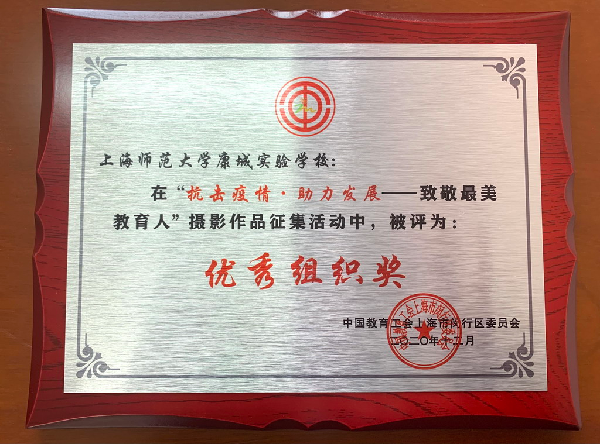 上海师范大学康城实验学校:
在“抗击疫情·助力发展——致敬最美
教育人”摄影作品征集活动中，被评为：
优秀组织奖
中国教育工会上海市闵行区委员会
二〇二〇年十二月